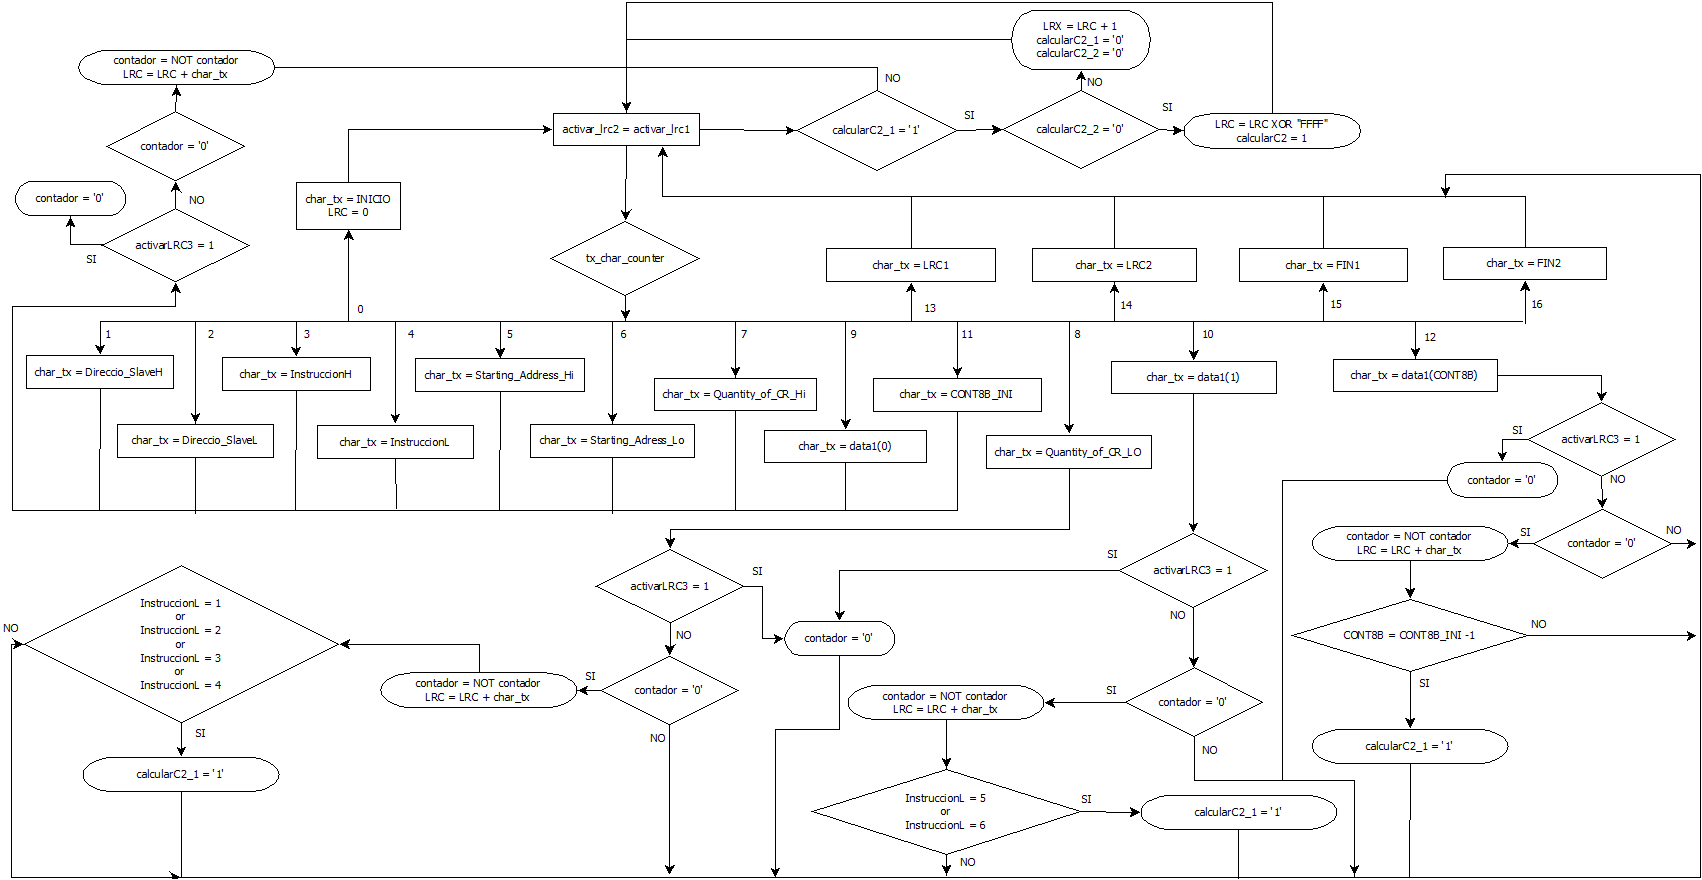 LRX = LRC + 1
calcularC2_1 = '0'
calcularC2_2 = '0'
contador = NOT contador
LRC = LRC + char_tx
NO
NO
SI
SI
activar_lrc2 = activar_lrc1
calcularC2_1 = '1'
calcularC2_2 = '0'
LRC = LRC XOR "FFFF"
calcularC2 = 1
contador = '0'
contador = '0'
NO
char_tx = INICIO
LRC = 0
activarLRC3 = 1
SI
tx_char_counter
char_tx = LRC1
char_tx = LRC2
char_tx = FIN1
char_tx = FIN2
0
13
14
15
16
1
2
3
4
5
6
7
9
11
8
10
12
char_tx = Direccio_SlaveH
char_tx = InstruccionH
char_tx = Starting_Address_Hi
char_tx = Quantity_of_CR_Hi
char_tx = CONT8B_INI
char_tx = data1(1)
char_tx = data1(CONT8B)
char_tx = Direccio_SlaveL
char_tx = InstruccionL
char_tx = Starting_Adress_Lo
char_tx = data1(0)
char_tx = Quantity_of_CR_LO
SI
activarLRC3 = 1
contador = '0'
NO
contador = NOT contador
LRC = LRC + char_tx
SI
contador = '0'
NO
activarLRC3 = 1
SI
SI
activarLRC3 = 1
NO
NO
InstruccionL = 1
or
InstruccionL = 2
or
InstruccionL = 3
or
InstruccionL = 4
NO
contador = '0'
CONT8B = CONT8B_INI -1
NO
SI
contador = NOT contador
LRC = LRC + char_tx
SI
contador = '0'
NO
contador = NOT contador
LRC = LRC + char_tx
SI
contador = '0'
NO
SI
calcularC2_1 = '1'
calcularC2_1 = '1'
InstruccionL = 5
or
InstruccionL = 6
SI
calcularC2_1 = '1'
NO